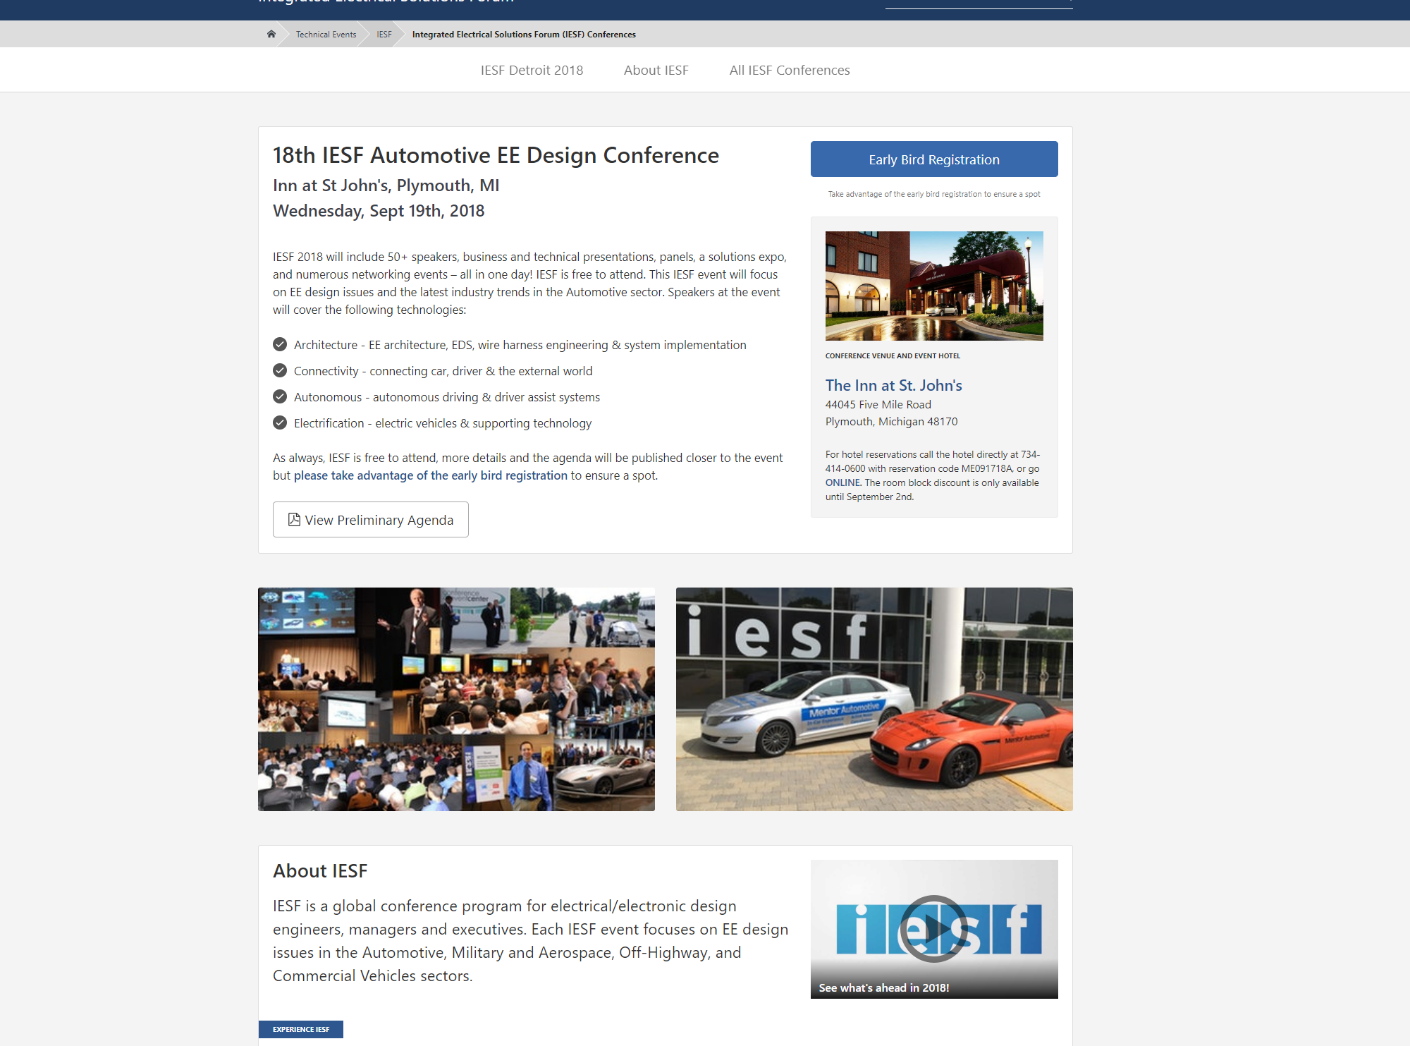 Integrated Electrical Solutions Forum
Technical Events
IESF
Integrated Electrical Solutions Forum (IESF) Conferences
IESF Detroit 2018
About IESF
All IESF Conferences
18th IESF Automotive EE Design Conference
Inn at St John's, Plymouth, MI
Wednesday, Sept 19th, 2018
IESF 2018 will include 50+ speakers, business and technical presentations, panels, a solutions expo,
and numerous networking events – all in one day! IESF is free to attend. This IESF event will focus
on EE design issues and the latest industry trends in the Automotive sector. Speakers at the event
will cover the following technologies:
Architecture - EE architecture, EDS, wire harness engineering & system implementation
Connectivity - connecting car, driver & the external world
Autonomous - autonomous driving & driver assist systems
Electrification - electric vehicles & supporting technology
As always, IESF is free to attend, more details and the agenda will be published closer to the event
but please take advantage of the early bird registration to ensure a spot.
View Preliminary Agenda
Early Bird Registration
Take advantage of the early bird registration to ensure a spot
CONFERENCE VENUE AND EVENT HOTEL
The Inn at St. John's
44045 Five Mile Road
Plymouth, Michigan 48170
For hotel reservations call the hotel directly at 734-
414-0600 with reservation code ME091718A, or go
ONLINE. The room block discount is only available
until September 2nd.
conference
eventcenter
iesf
Mentor Automotive
Mentor Automotive
About IESF
IESF is a global conference program for electrical/electronic design
engineers, managers and executives. Each IESF event focuses on EE design
issues in the Automotive, Military and Aerospace, Off-Highway, and
Commercial Vehicles sectors.
iesf
See what's ahead in 2018!
EXPERIENCE IESF